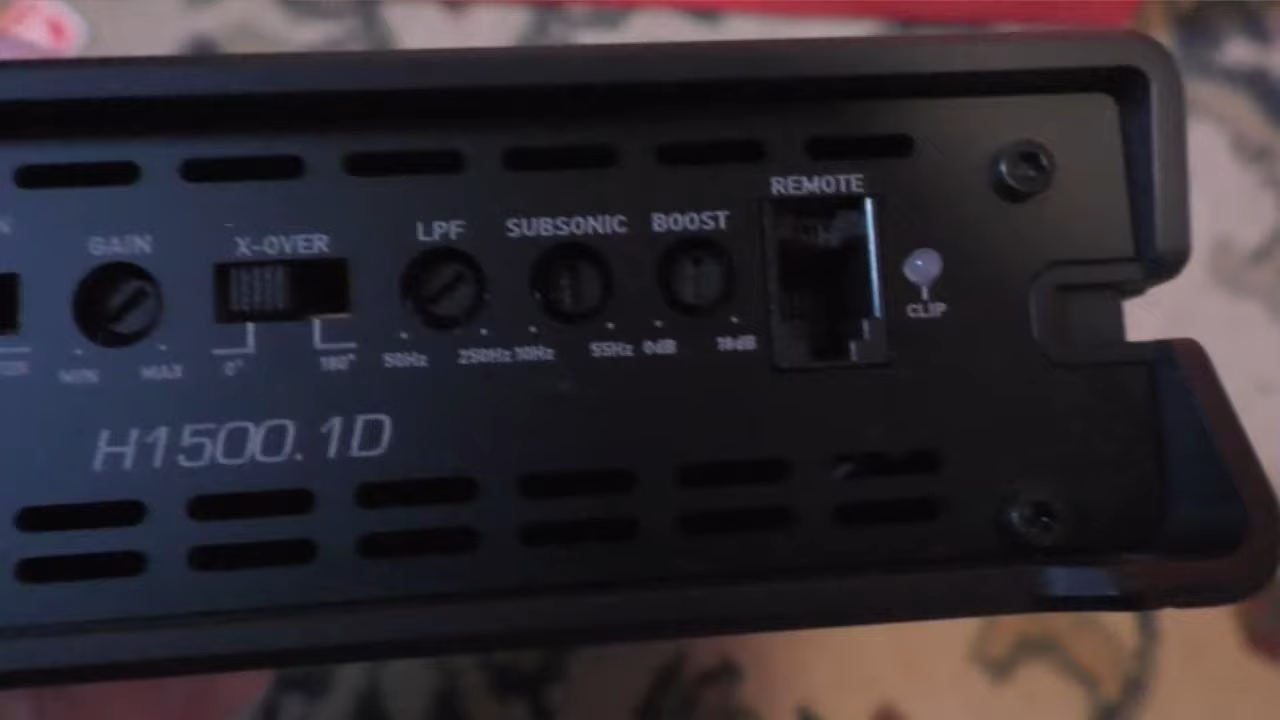 REMOTE
GAIN X-OVER LPF SUBSONIC BOOST
CLIP
MIN MAX 0° 180° 50Hz 250Hz 10Hz 55Hz 0dB 18dB
H1500.1D